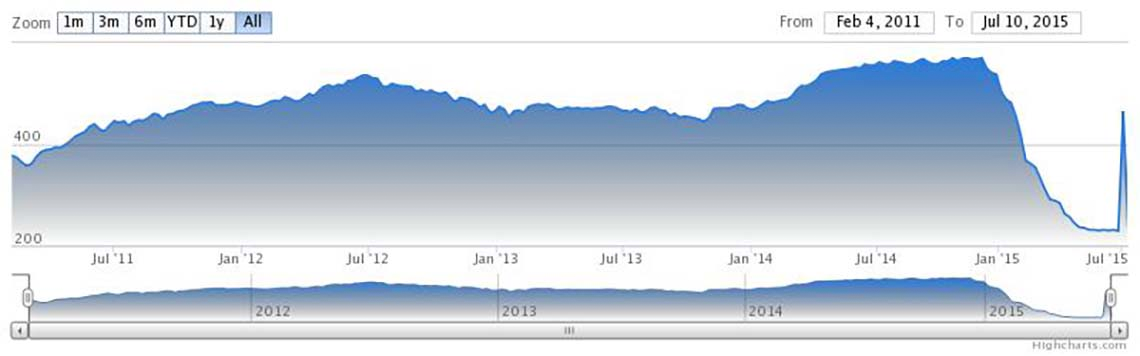 Zoom 1m 3m 6m YTD 1y All From Feb 4, 2011 To Jul 10, 2015
400
200
Jul '11 Jan '12 Jul '12 Jan '13 Jul '13 Jan '14 Jul '14 Jan '15 Jul '15
2012 2013 2014 2015
Highcharts.com